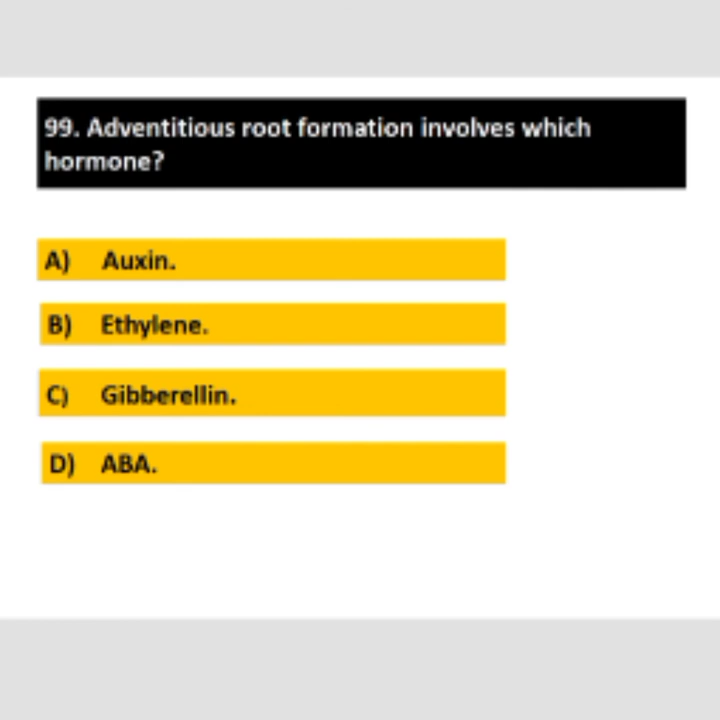 99. Adventitious root formation involves which
hormone?
A) Auxin.
B) Ethylene.
C) Gibberellin.
D) ABA.